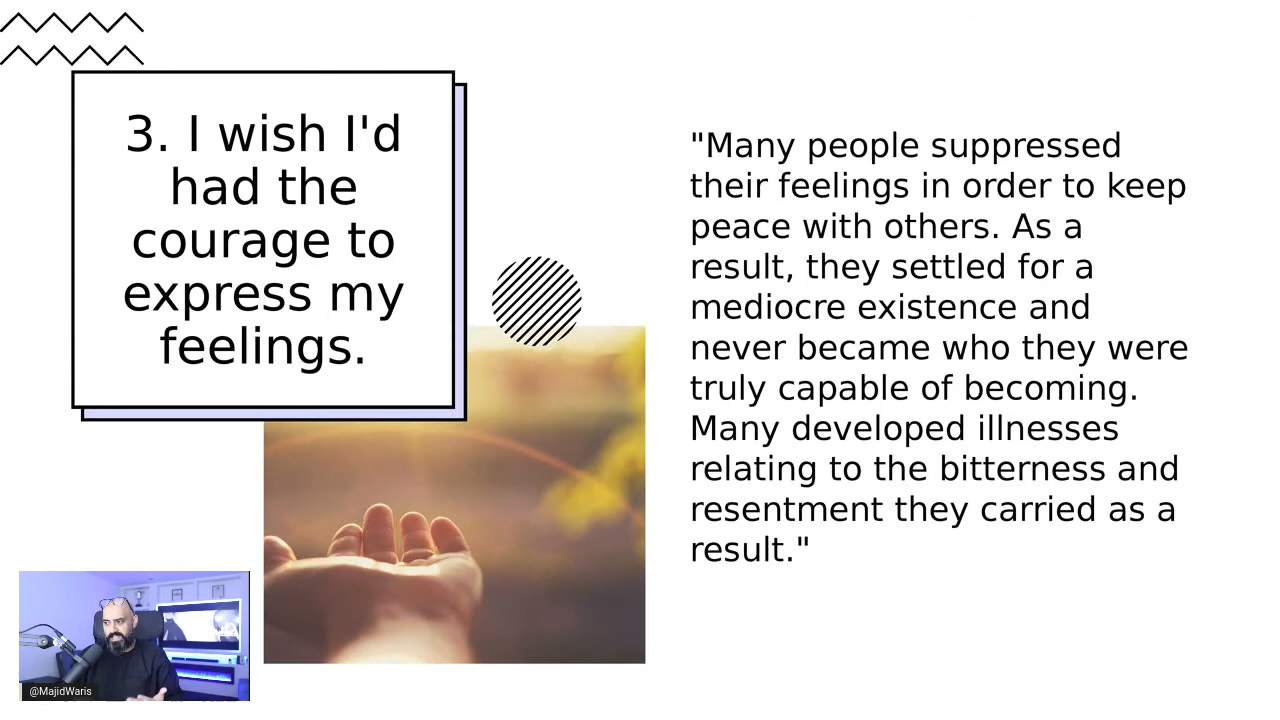 3. I wish I'd
had the
courage to
express my
feelings.
"Many people suppressed
their feelings in order to keep
peace with others. As a
result, they settled for a
mediocre existence and
never became who they were
truly capable of becoming.
Many developed illnesses
relating to the bitterness and
resentment they carried as a
result."
@MajidWaris